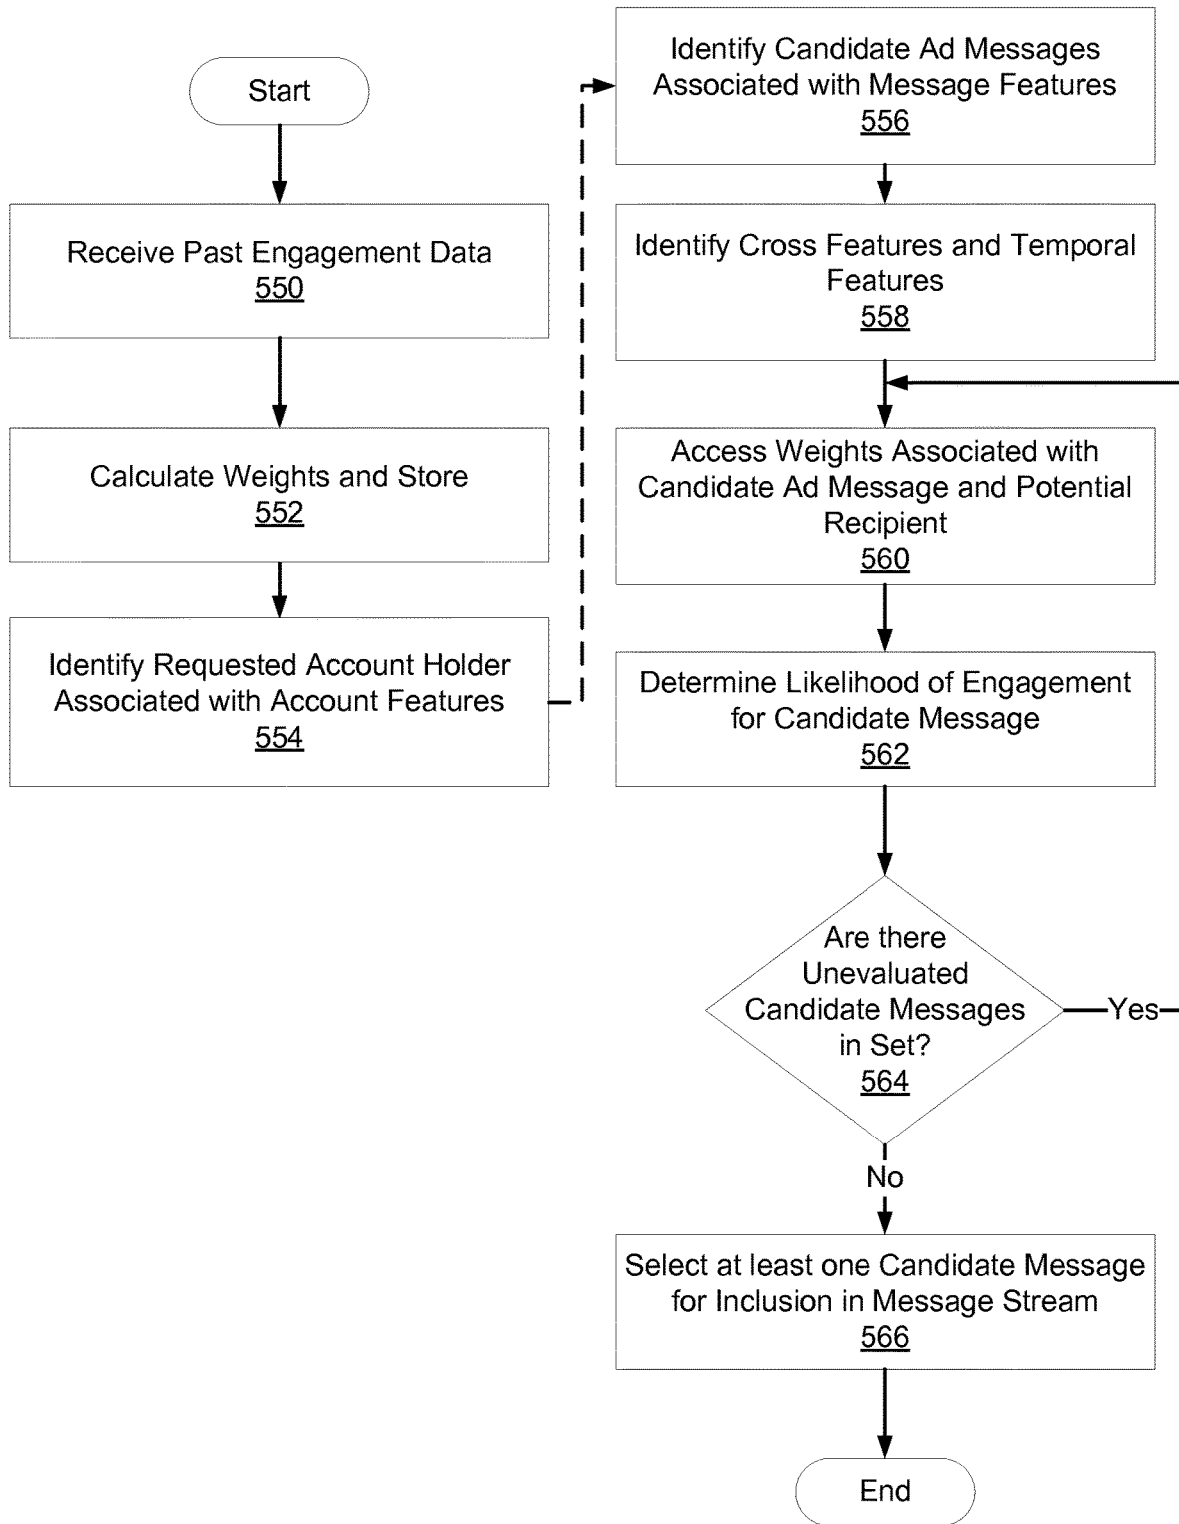 Start
Receive Past Engagement Data
550
Calculate Weights and Store
552
Identify Requested Account Holder
Associated with Account Features
554
Identify Candidate Ad Messages
Associated with Message Features
556
Identify Cross Features and Temporal
Features
558
Access Weights Associated with
Candidate Ad Message and Potential
Recipient
560
Determine Likelihood of Engagement
for Candidate Message
562
Are there
Unevaluated
Candidate Messages
in Set?
564
Yes
No
Select at least one Candidate Message
for Inclusion in Message Stream
566
End